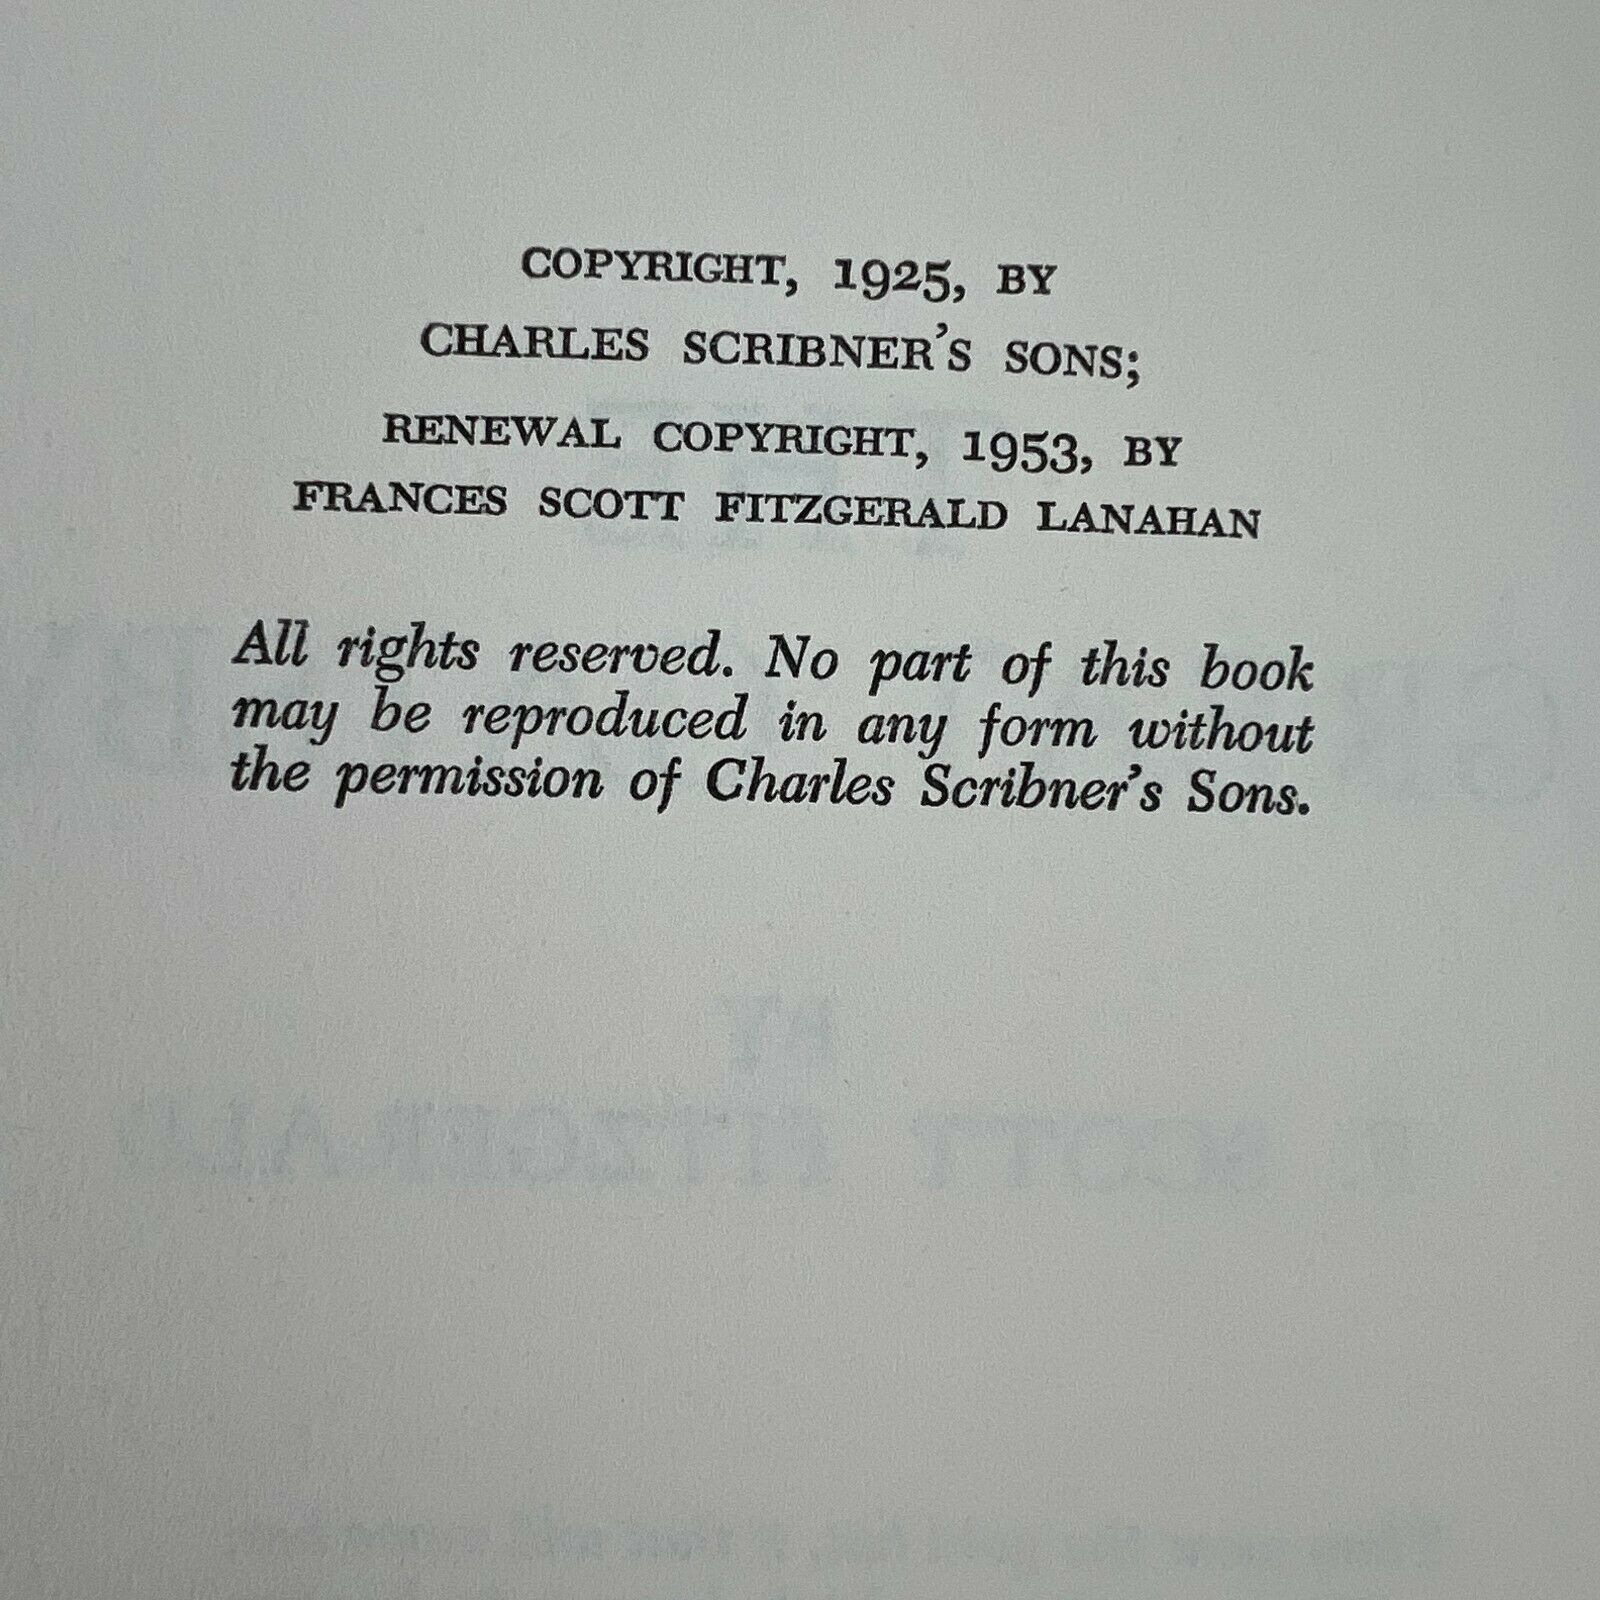 COPYRIGHT, 1925, BY
CHARLES SCRIBNER'S SONS;
RENEWAL COPYRIGHT, 1953, BY
FRANCES SCOTT FITZGERALD LANAHAN
All rights reserved. No part of this book
may be reproduced in any form without
the permission of Charles Scribner's Sons.